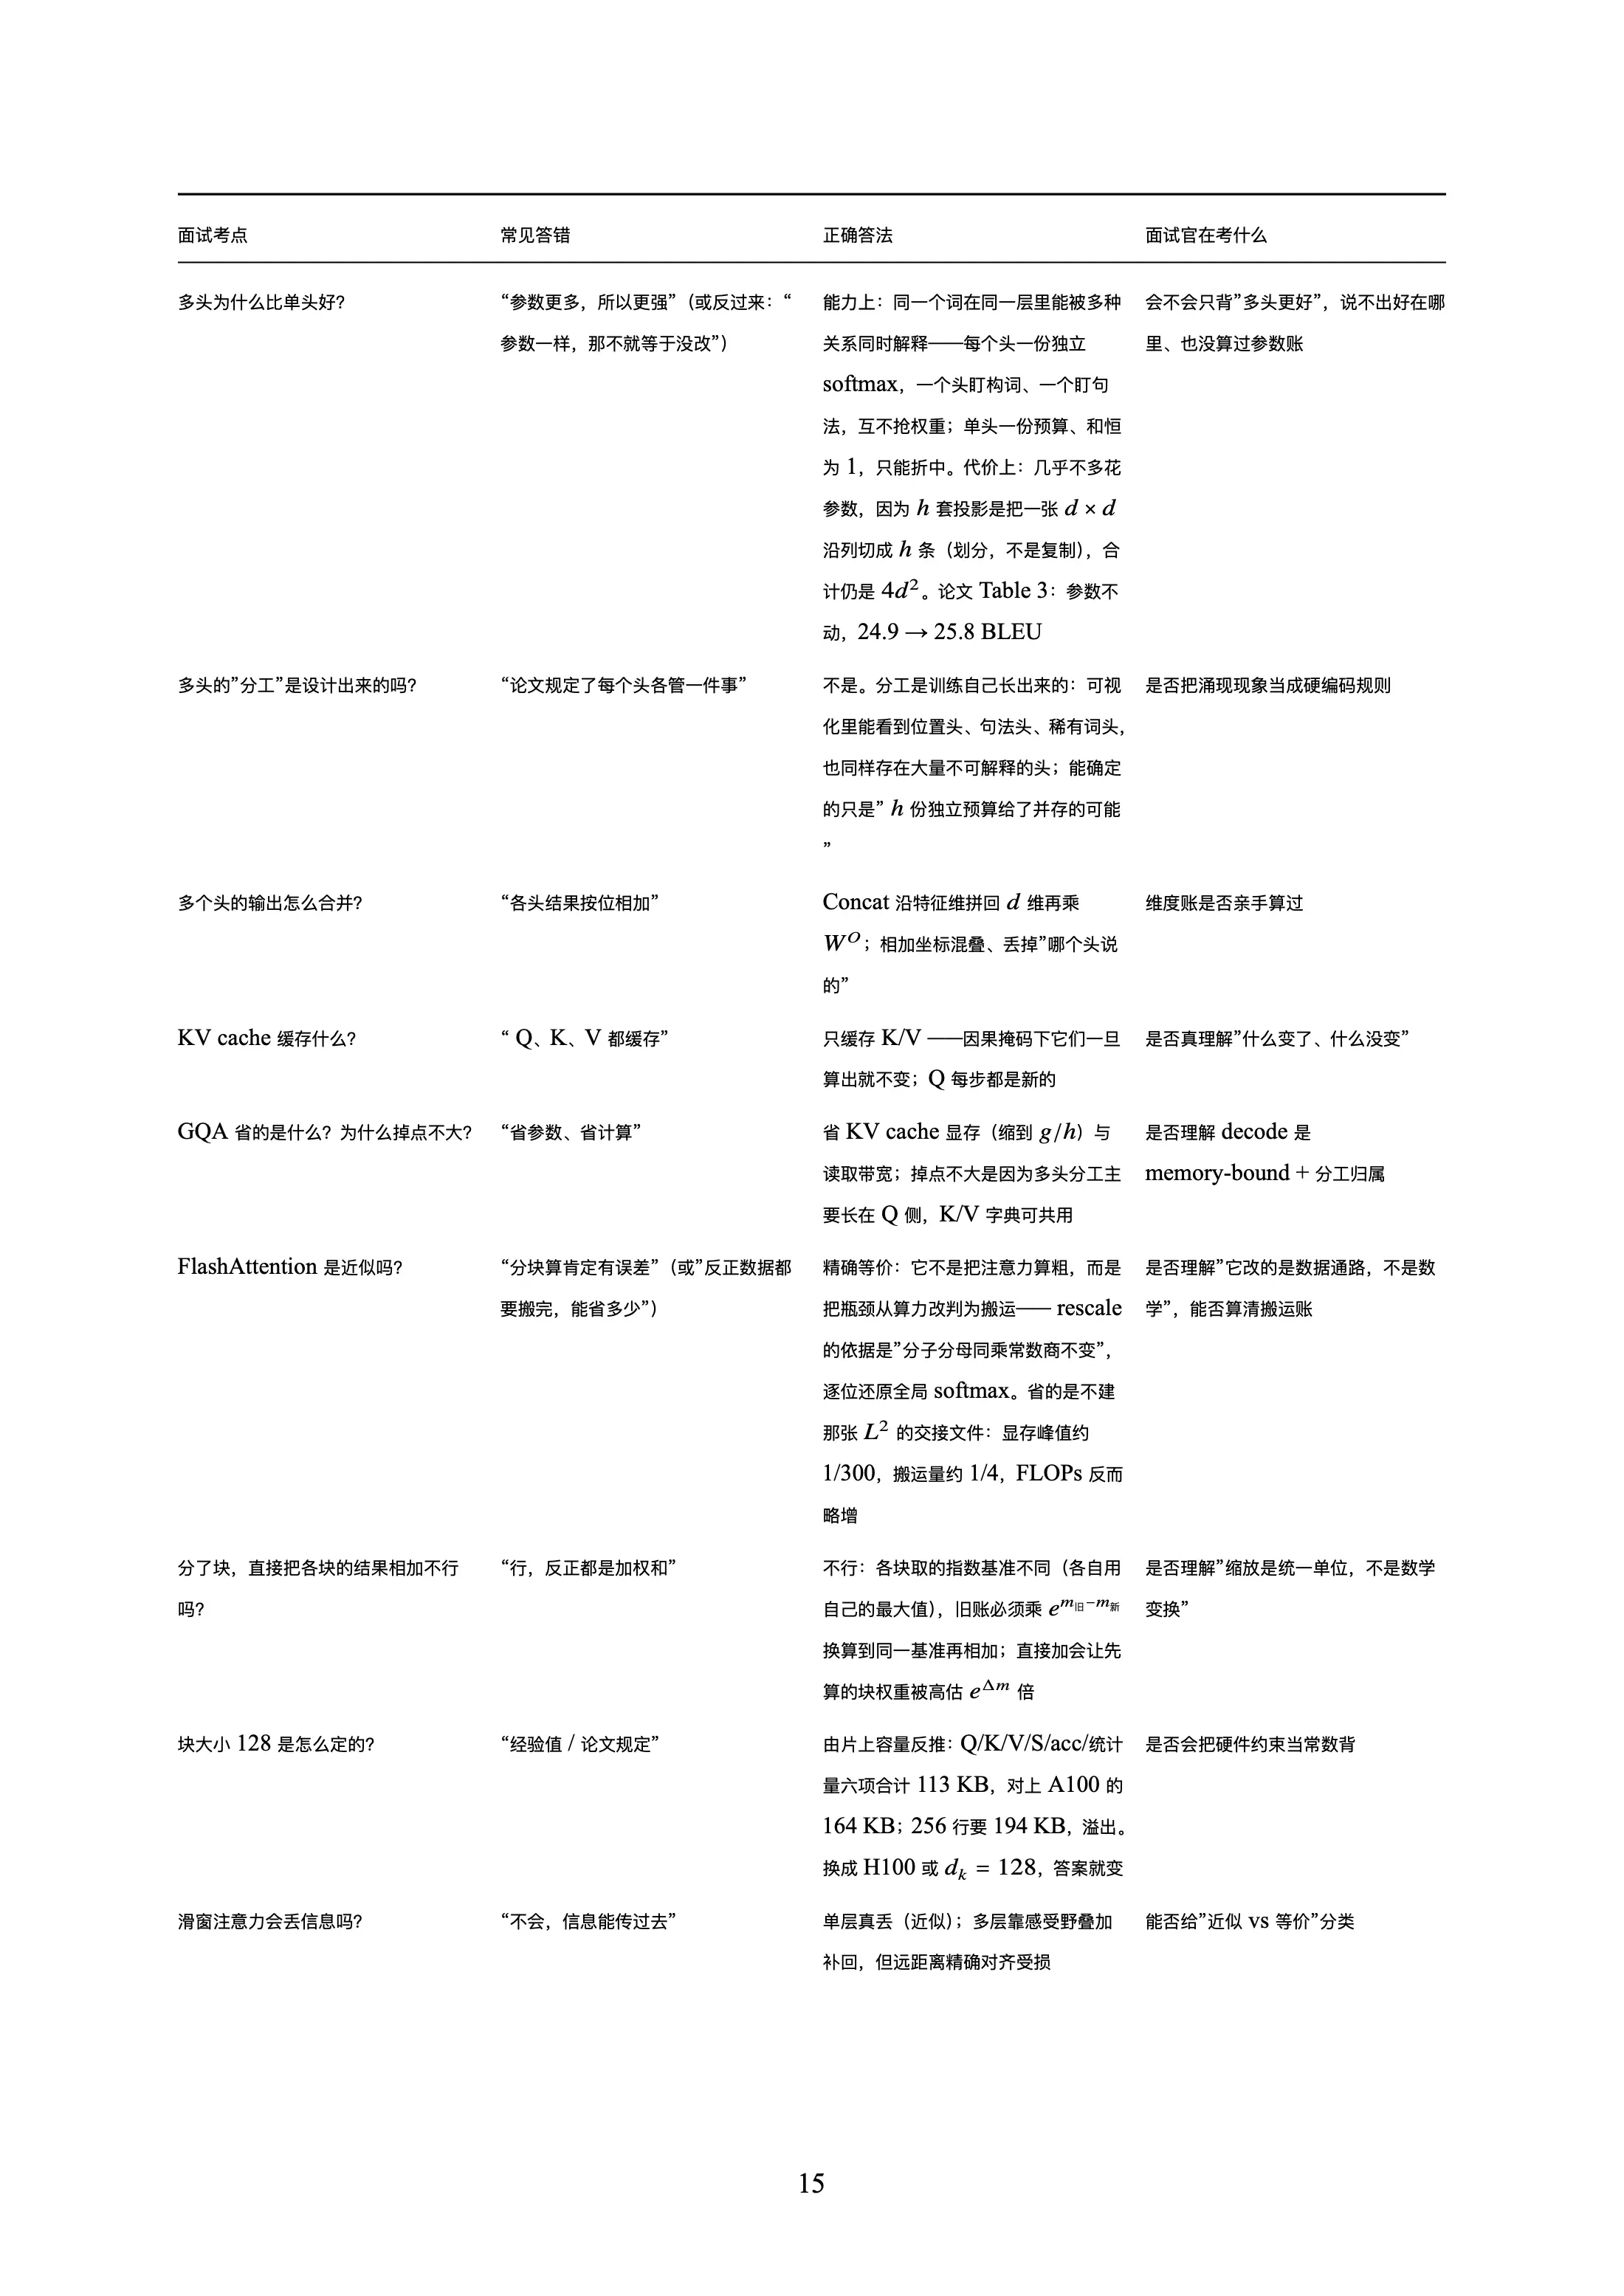 面试考点 常见答错 正确答法 面试官在考什么
多头为什么比单头好？
“参数更多，所以更强”（或反过来：“
参数一样，那不就等于没改”）
能力上：同一个词在同一层里能被多种
关系同时解释——每个头一份独立
softmax，一个头盯构词、一个盯句
法，互不抢权重；单头一份预算、和恒
为 1，只能折中。代价上：几乎不多花
参数，因为 h 套投影是把一张 d × d
沿列切成 h 条（划分，不是复制），合
计仍是 4d²。论文 Table 3：参数不
动，24.9 → 25.8 BLEU
会不会只背”多头更好”，说不出好在哪
里、也没算过参数账
多头的”分工”是设计出来的吗？
“论文规定了每个头各管一件事”
不是。分工是训练自己长出来的：可视
化里能看到位置头、句法头、稀有词头，
也同样存在大量不可解释的头；能确定
的只是” h 份独立预算给了并存的可能
”
是否把涌现现象当成硬编码规则
多个头的输出怎么合并？
“各头结果按位相加”
Concat 沿特征维拼回 d 维再乘
W^O；相加坐标混叠、丢掉”哪个头说
的”
维度账是否亲手算过
KV cache 缓存什么？
“ Q、K、V 都缓存”
只缓存 K/V ——因果掩码下它们一旦
算出就不变；Q 每步都是新的
是否真理解”什么变了、什么没变”
GQA 省的是什么？为什么掉点不大？
“省参数、省计算”
省 KV cache 显存（缩到 g/h）与
读取带宽；掉点不大是因为多头分工主
要长在 Q 侧，K/V 字典可共用
是否理解 decode 是
memory-bound + 分工归属
FlashAttention 是近似吗？
“分块算肯定有误差”（或”反正数据都
要搬完，能省多少”）
精确等价：它不是把注意力算粗，而是
把瓶颈从算力改判为搬运—— rescale
的依据是”分子分母同乘常数商不变”，
逐位还原全局 softmax。省的是不建
那张 L² 的交接文件：显存峰值约
1/300，搬运量约 1/4，FLOPs 反而
略增
是否理解”它改的是数据通路，不是数
学”，能否算清搬运账
分了块，直接把各块的结果相加不行
吗？
“行，反正都是加权和”
不行：各块取的指数基准不同（各自用
自己的最大值），旧账必须乘 e^{m旧−m新}
换算到同一基准再相加；直接加会让先
算的块权重被高估 e^{Δm} 倍
是否理解”缩放是统一单位，不是数学
变换”
块大小 128 是怎么定的？
“经验值 / 论文规定”
由片上容量反推：Q/K/V/S/acc/统计
量六项合计 113 KB，对上 A100 的
164 KB；256 行要 194 KB，溢出。
换成 H100 或 d_k = 128，答案就变
是否会把硬件约束当常数背
滑窗注意力会丢信息吗？
“不会，信息能传过去”
单层真丢（近似）；多层靠感受野叠加
补回，但远距离精确对齐受损
能否给”近似 vs 等价”分类
15